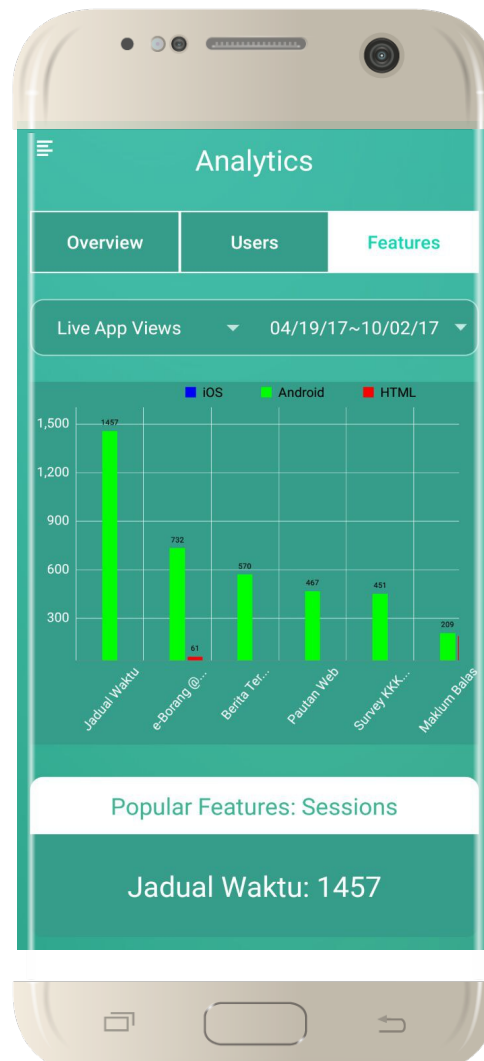 Analytics
Overview Users Features
Live App Views 04/19/17~10/02/17
iOS Android HTML
1,500
1,200
900
600
300
1457
732
61
570
467
451
209
Jadual Waktu
e-Borang @...
Berita Ter...
Pautan Web
Survey KKK...
Maklum Balas
Popular Features: Sessions
Jadual Waktu: 1457